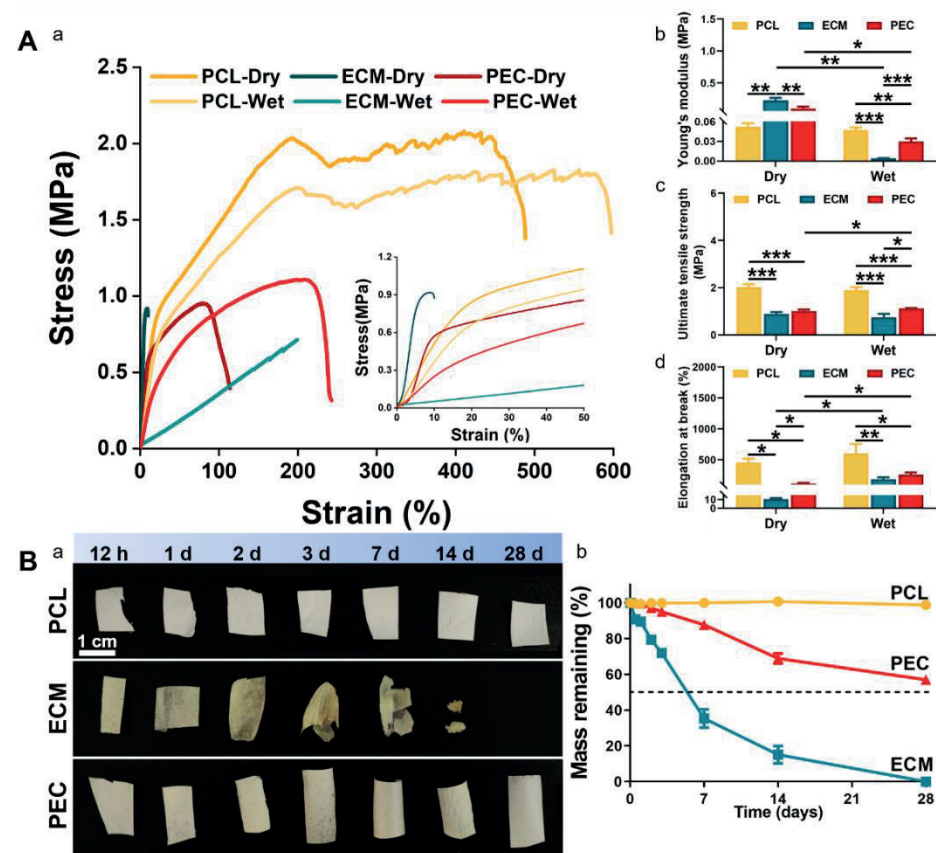 A
a
Stress (MPa)
2.5
2.0
1.5
1.0
0.5
0.0
PCL-Dry ECM-Dry PEC-Dry
PCL-Wet ECM-Wet PEC-Wet
0 100 200 300 400 500 600
Strain (%)
Stress(MPa)
1.2
0.9
0.6
0.3
0.0
0 10 20 30 40 50
Strain (%)
b
PCL ECM PEC
Young's modulus (MPa)
1.0
0.5
0.06
0.03
0.00
*
**
***
** ** **
***
Dry Wet
c
PCL ECM PEC
Ultimate tensile strength
(MPa)
6
4
2
0
*
*
*** ***
*** ***
Dry Wet
d
PCL ECM PEC
Elongation at break (%)
2000
1500
1000
500
10
0
*
*
* *
* **
*
Dry Wet
B
a
12 h 1 d 2 d 3 d 7 d 14 d 28 d
PCL
1 cm
ECM
PEC
b
Mass remaining (%)
100
80
60
40
20
0
PCL
PEC
ECM
0 7 14 21 28
Time (days)